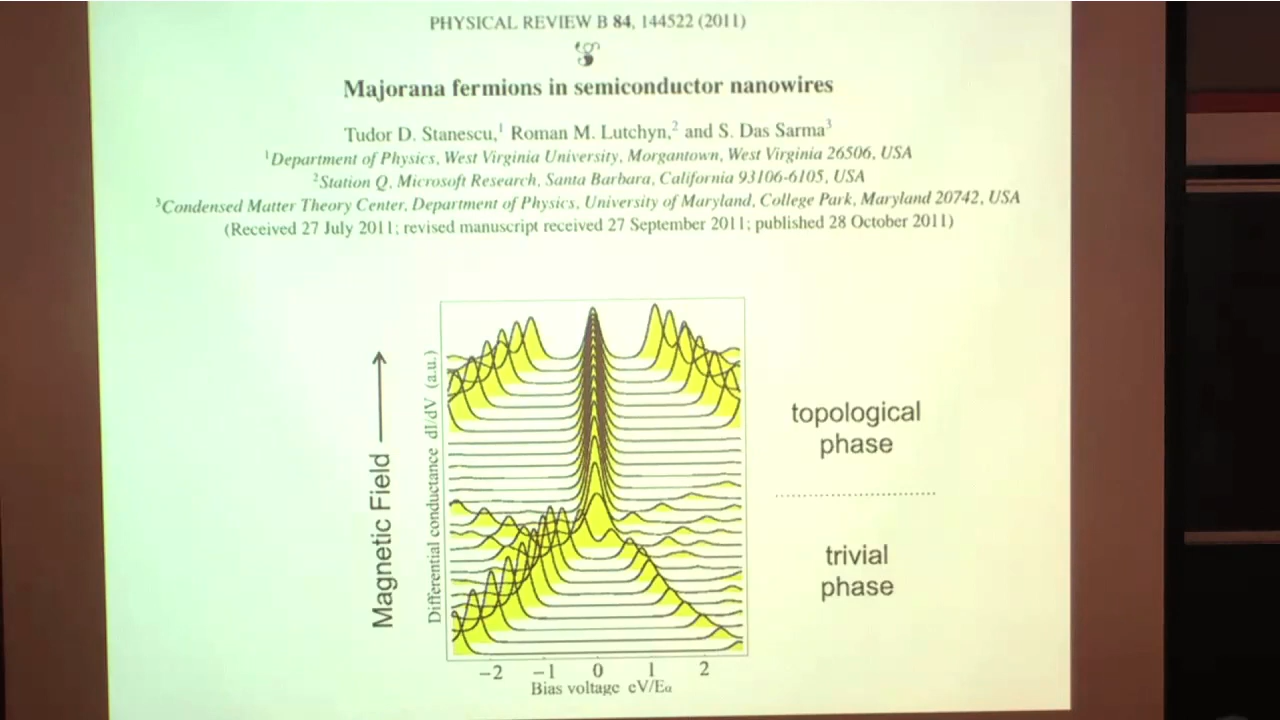 PHYSICAL REVIEW B 84, 144522 (2011)
Majorana fermions in semiconductor nanowires
Tudor D. Stanescu,¹ Roman M. Lutchyn,² and S. Das Sarma³
¹Department of Physics, West Virginia University, Morgantown, West Virginia 26506, USA
²Station Q, Microsoft Research, Santa Barbara, California 93106-6105, USA
³Condensed Matter Theory Center, Department of Physics, University of Maryland, College Park, Maryland 20742, USA
(Received 27 July 2011; revised manuscript received 27 September 2011; published 28 October 2011)
Magnetic Field
Differential conductance dI/dV (a.u.)
topological
phase
trivial
phase
−2 −1 0 1 2
Bias voltage eV/Eα